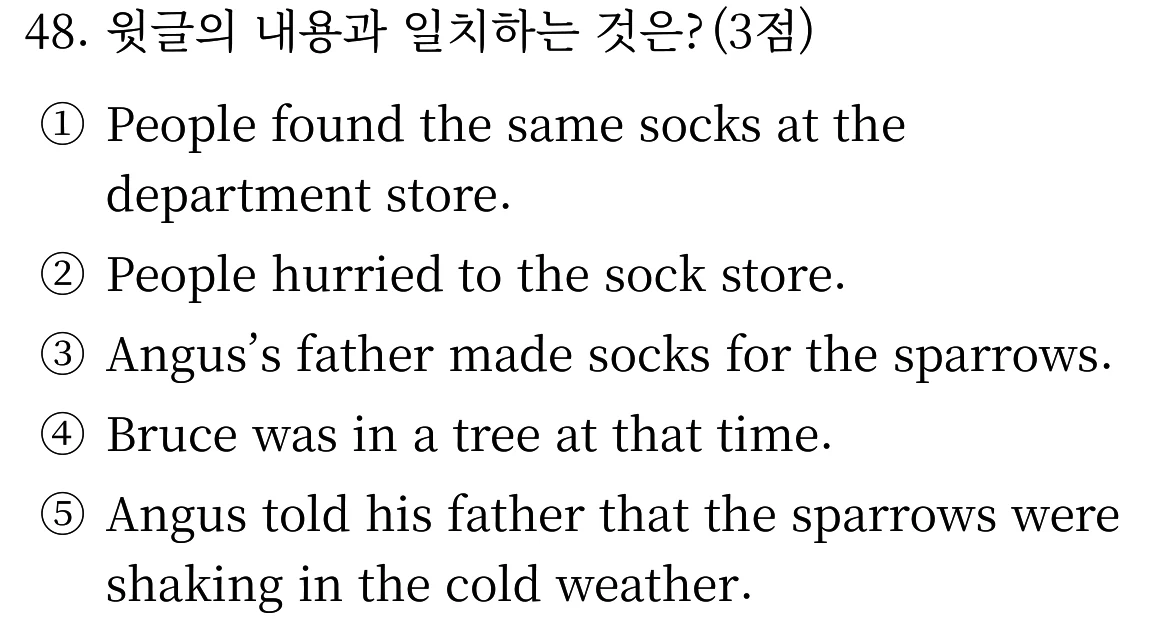 48. 윗글의 내용과 일치하는 것은?(3점)
① People found the same socks at the
department store.
② People hurried to the sock store.
③ Angus’s father made socks for the sparrows.
④ Bruce was in a tree at that time.
⑤ Angus told his father that the sparrows were
shaking in the cold weather.